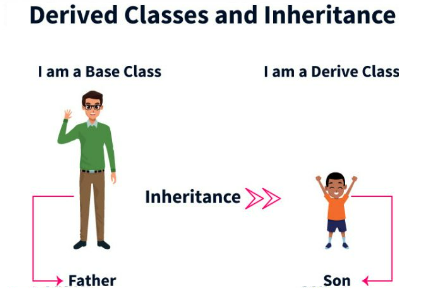 Derived Classes and Inheritance
I am a Base Class
I am a Derive Class
Inheritance
Father
Son